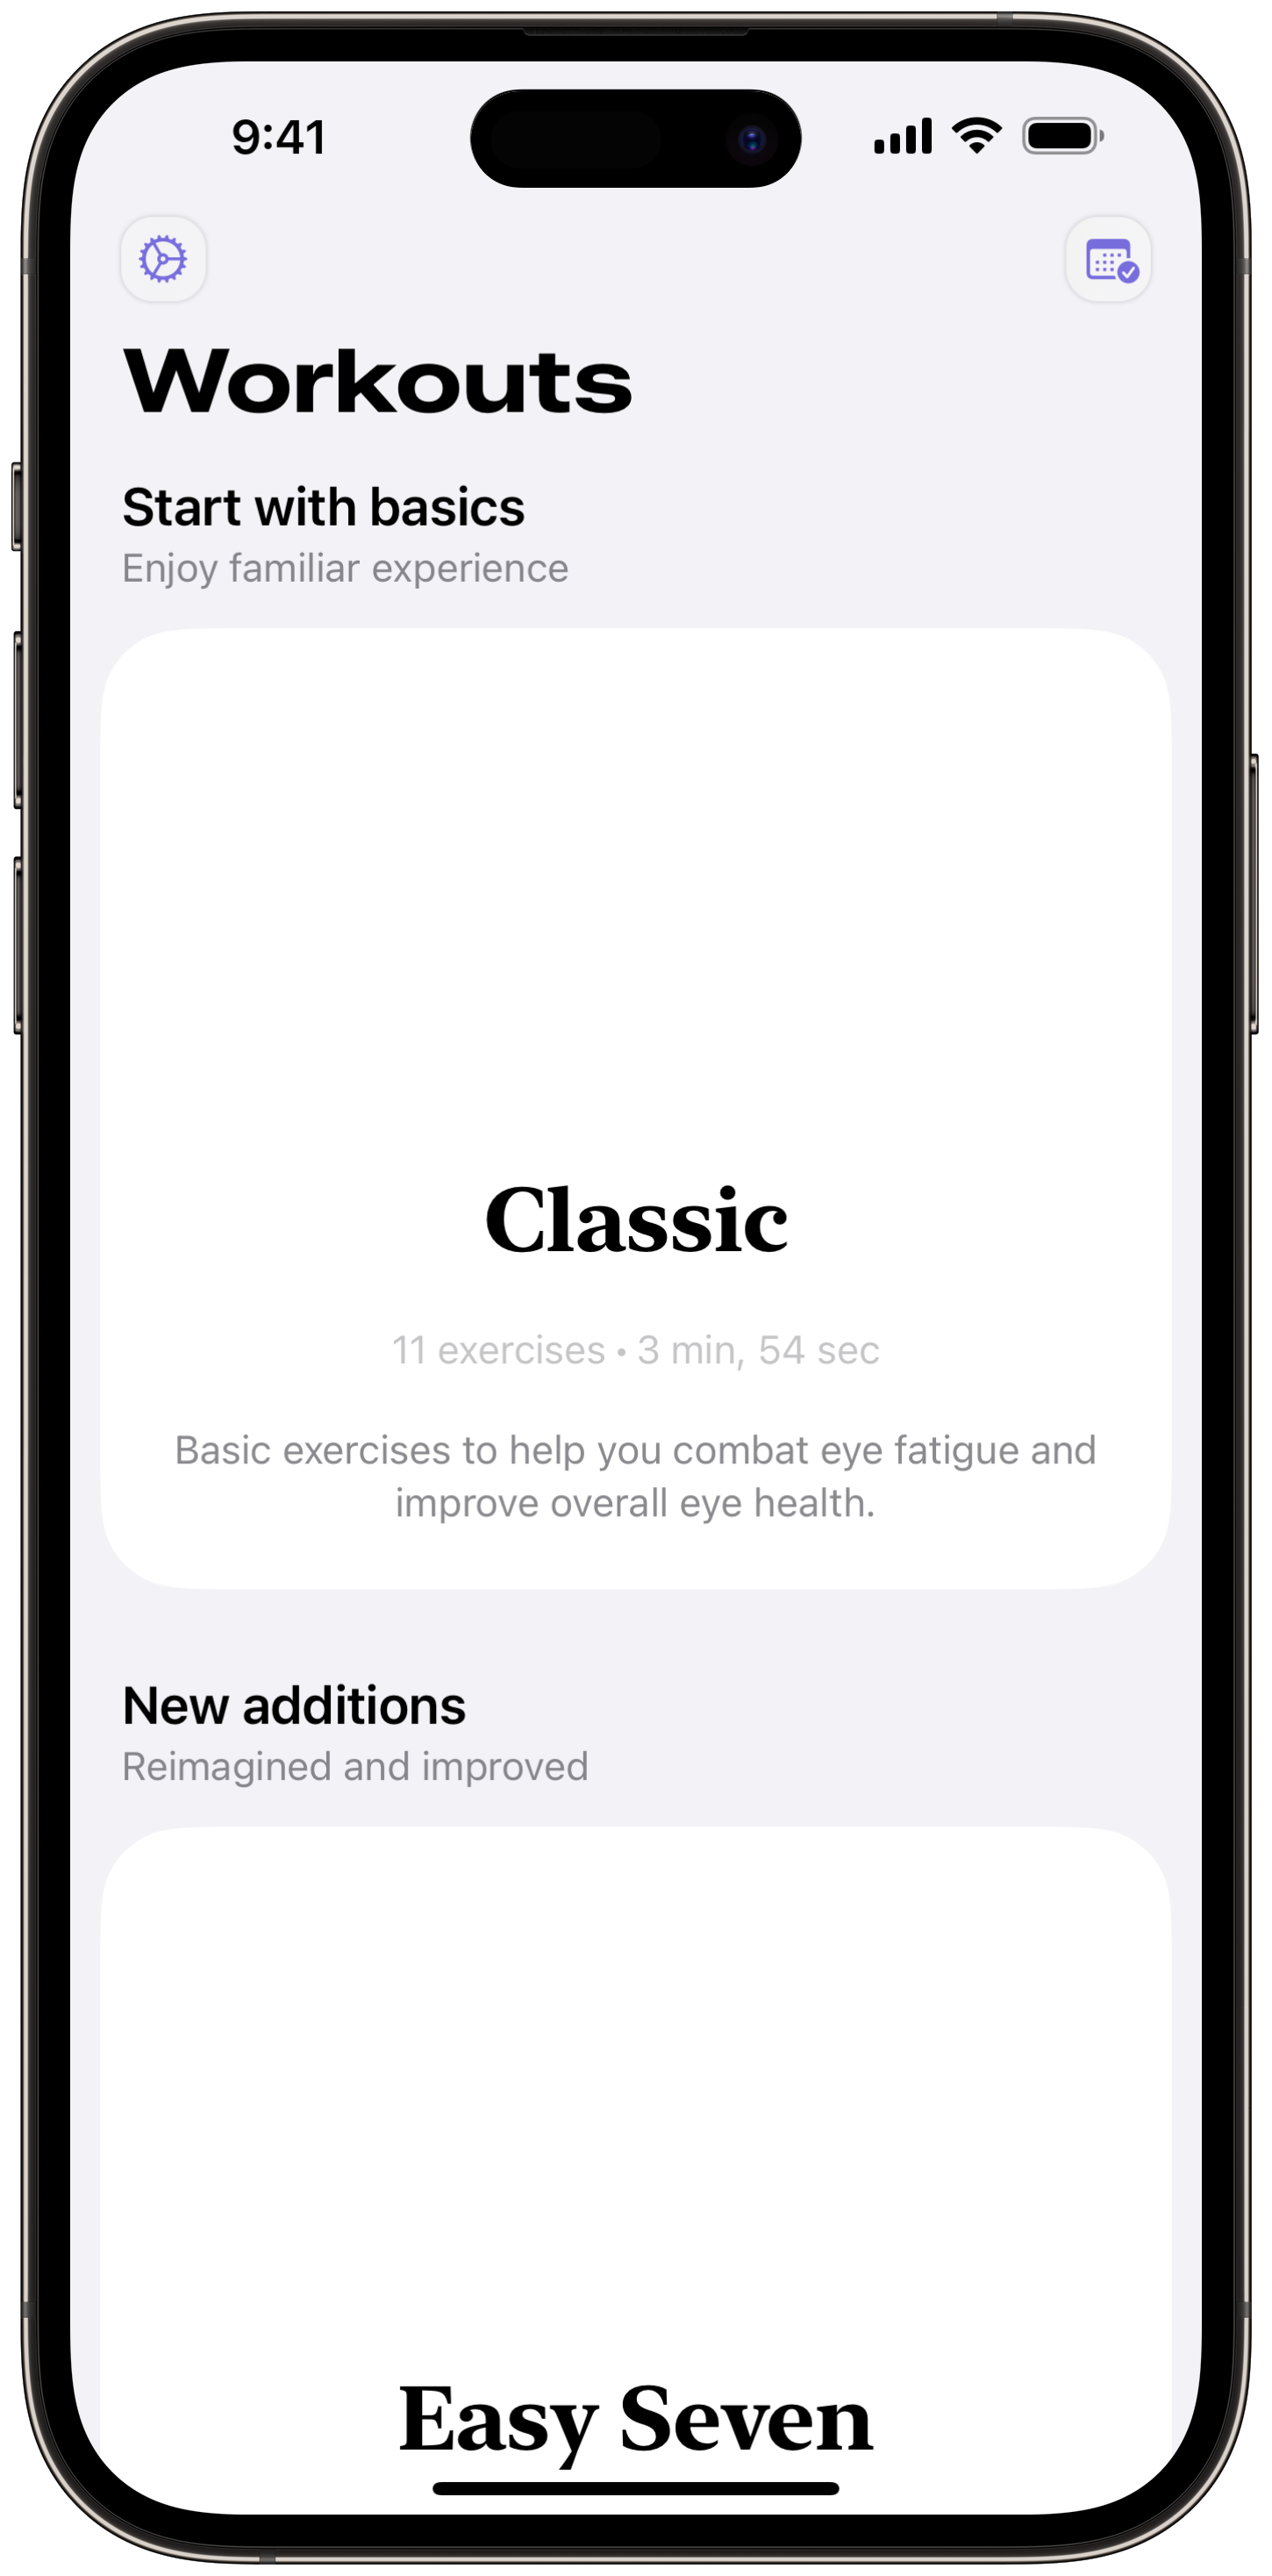 9:41
Workouts
Start with basics
Enjoy familiar experience
Classic
11 exercises • 3 min, 54 sec
Basic exercises to help you combat eye fatigue and
improve overall eye health.
New additions
Reimagined and improved
Easy Seven